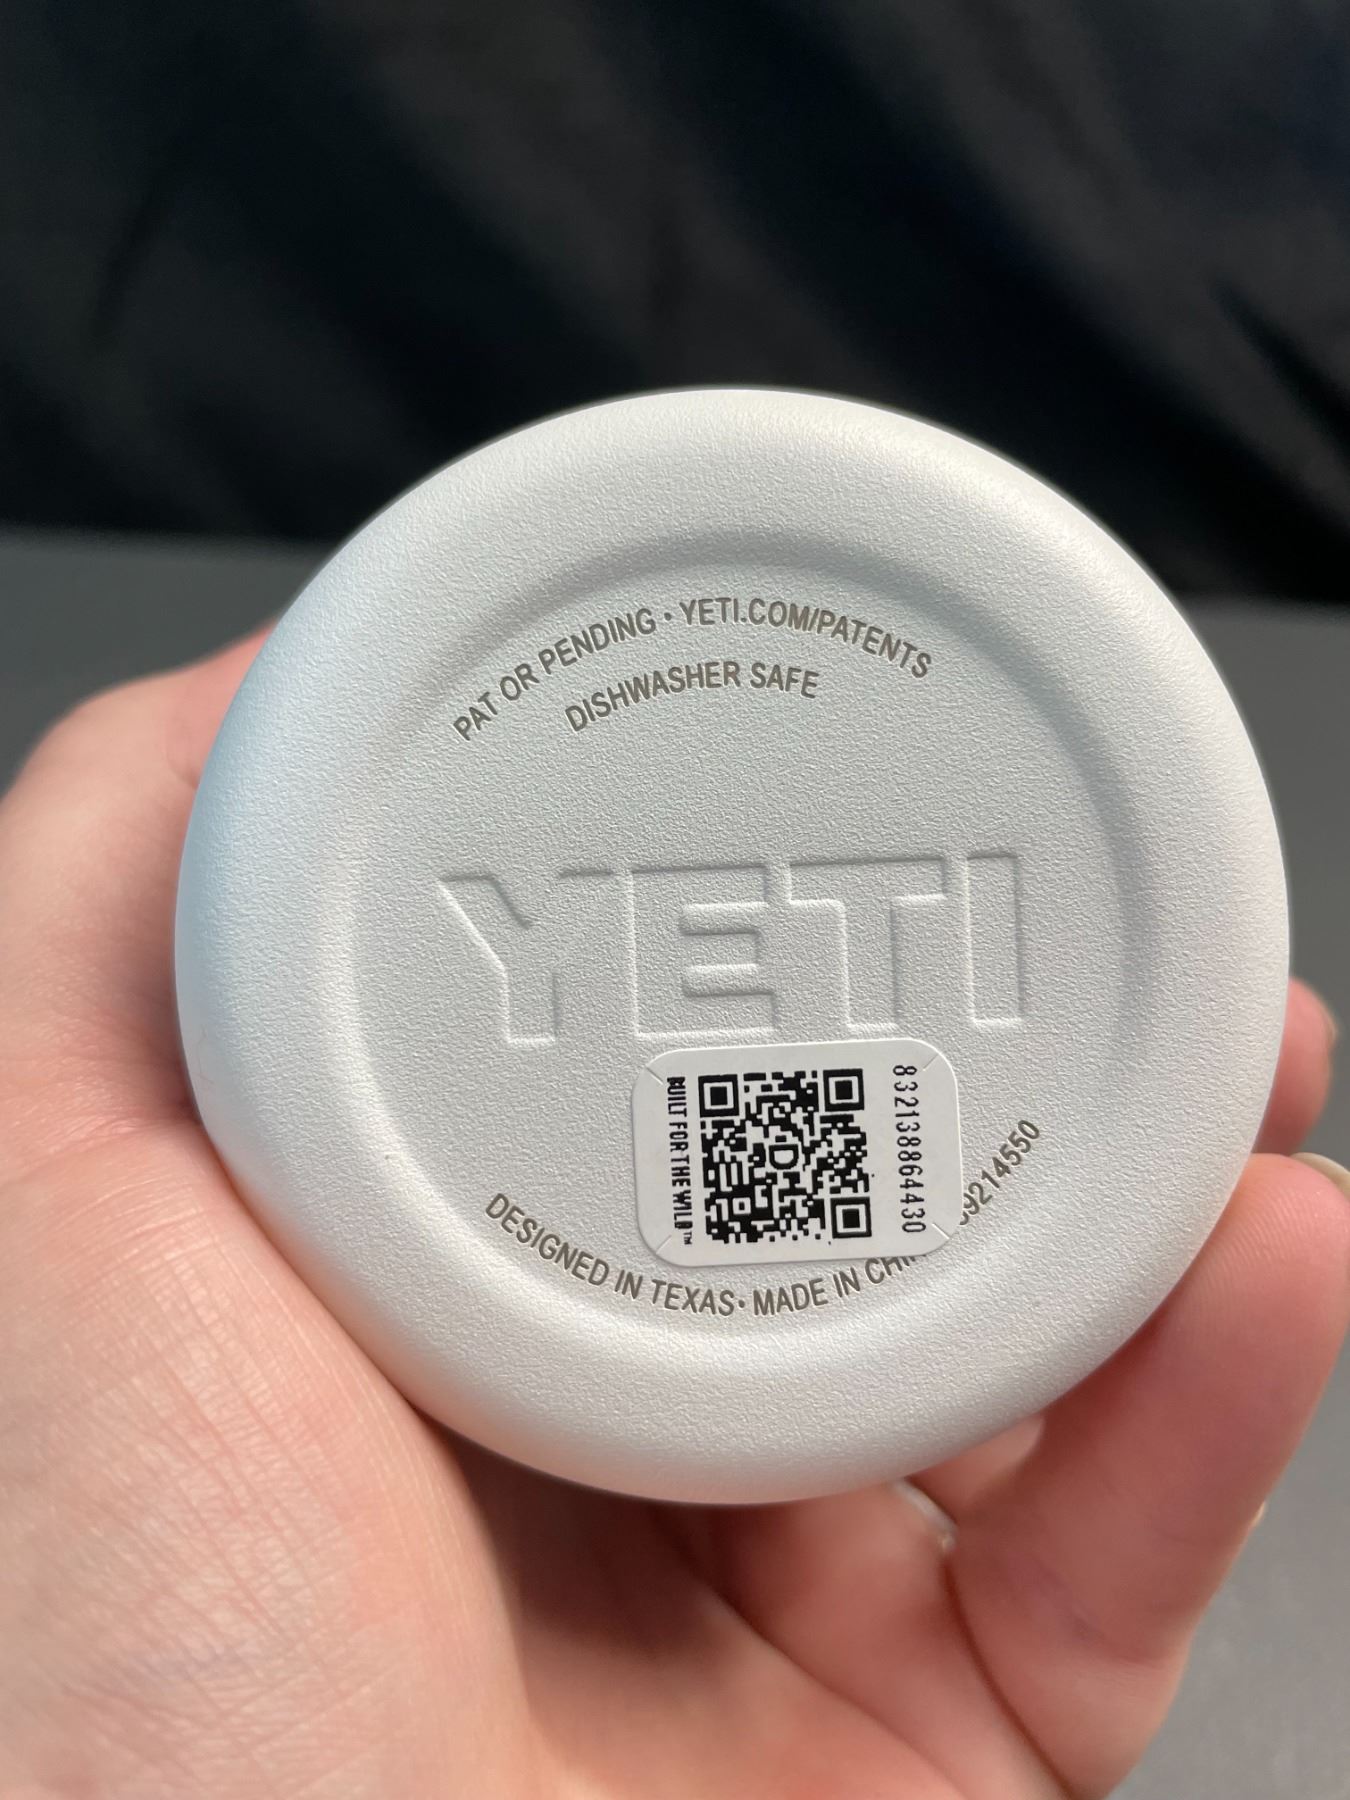 PAT OR PENDING • YETI.COM/PATENTS
DISHWASHER SAFE
YETI
BUILT FOR THE WILD™
832138864430
DESIGNED IN TEXAS • MADE IN
9214550